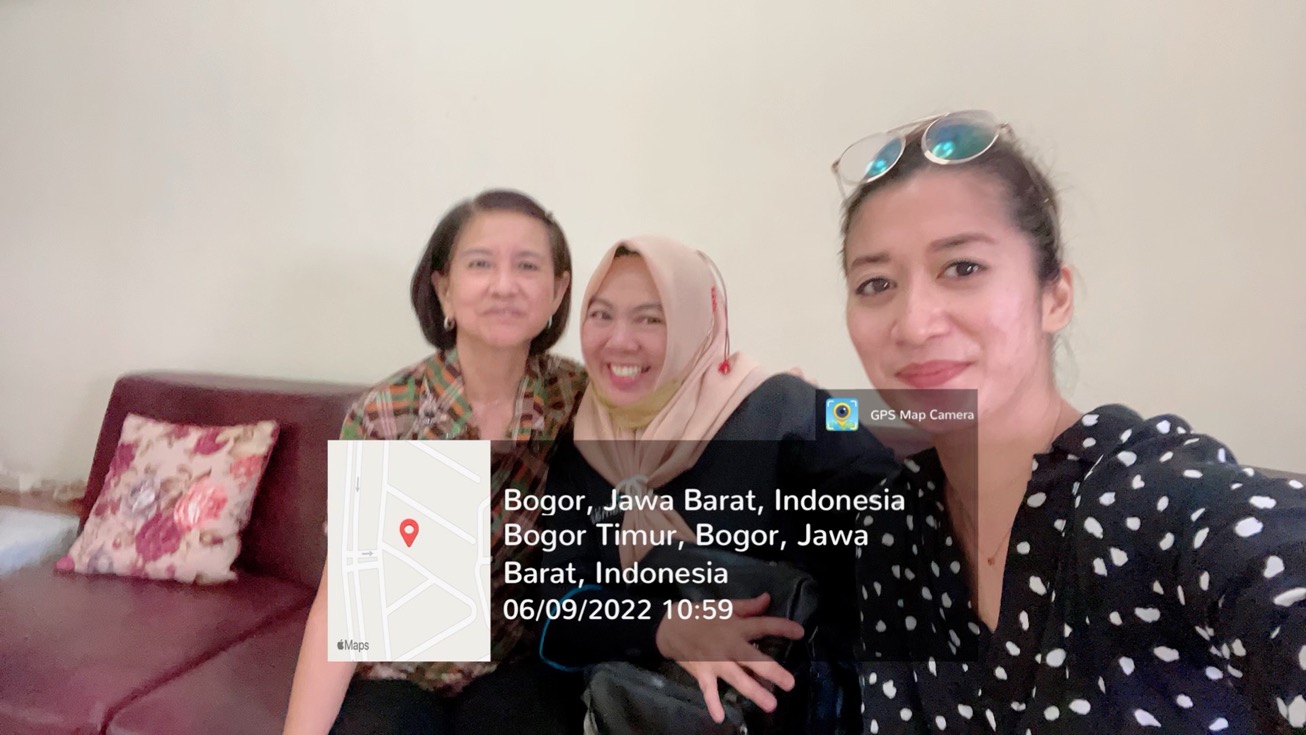 GPS Map Camera
Bogor, Jawa Barat, Indonesia
Bogor Timur, Bogor, Jawa
Barat, Indonesia
06/09/2022 10:59
Maps